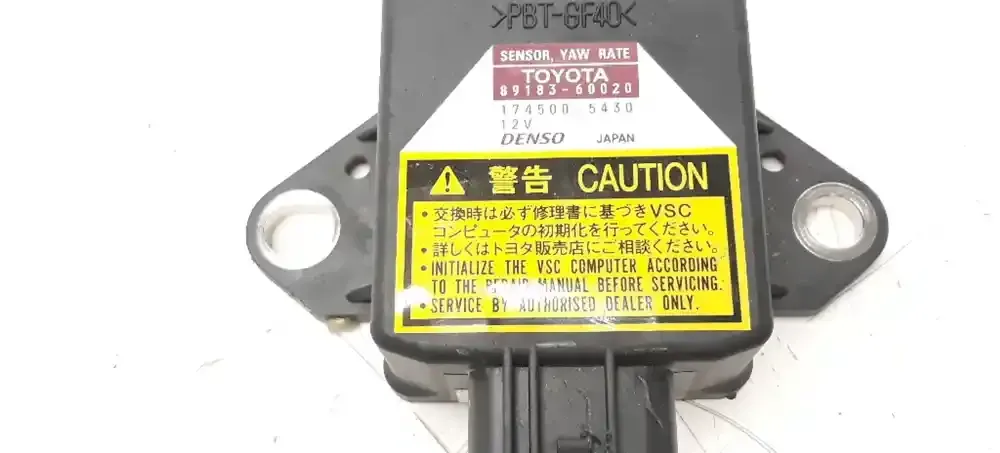 >PBT-GF40<
SENSOR, YAW RATE
TOYOTA
89183-60020
174500 5430
12V
DENSO JAPAN
警告 CAUTION
・交換時は必ず修理書に基づきVSC
コンピュータの初期化を行ってください。
・詳しくはトヨタ販売店にご相談ください。
・INITIALIZE THE VSC COMPUTER ACCORDING
TO THE REPAIR MANUAL BEFORE SERVICING.
・SERVICE BY AUTHORISED DEALER ONLY.